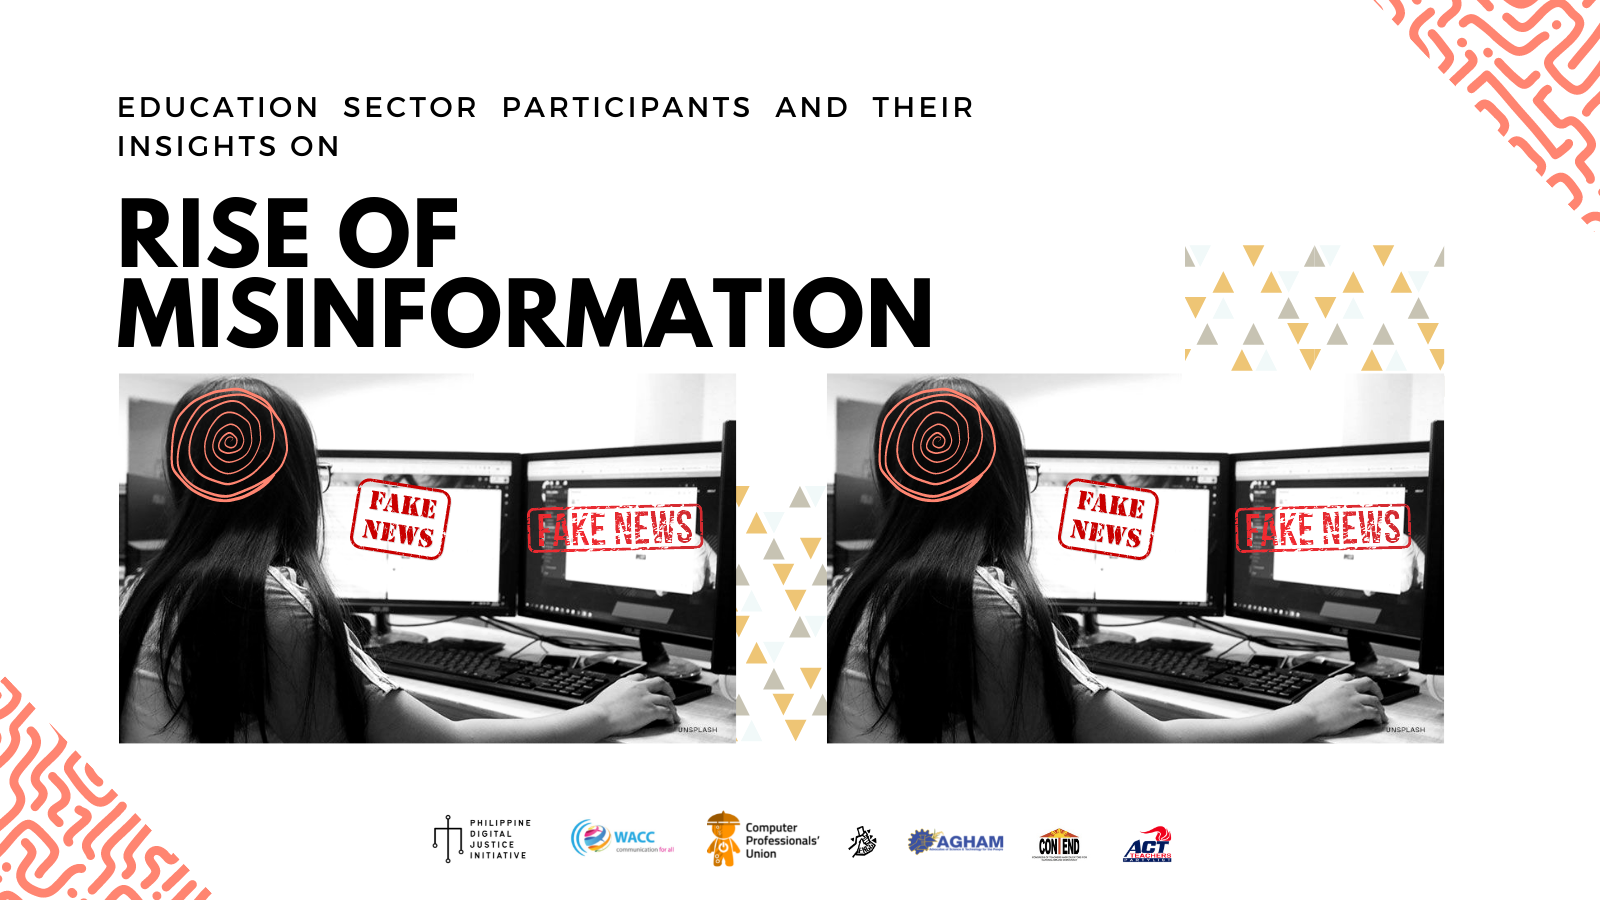 EDUCATION SECTOR PARTICIPANTS AND THEIR
INSIGHTS ON
RISE OF
MISINFORMATION
FAKE
NEWS
FAKE NEWS
UNSPLASH
FAKE
NEWS
FAKE NEWS
UNSPLASH
PHILIPPINE
DIGITAL
JUSTICE
INITIATIVE
WACC
communication for all
Computer
Professionals'
Union
AGHAM
CONTEND
ACT
TEACHERS
PARTYLIST